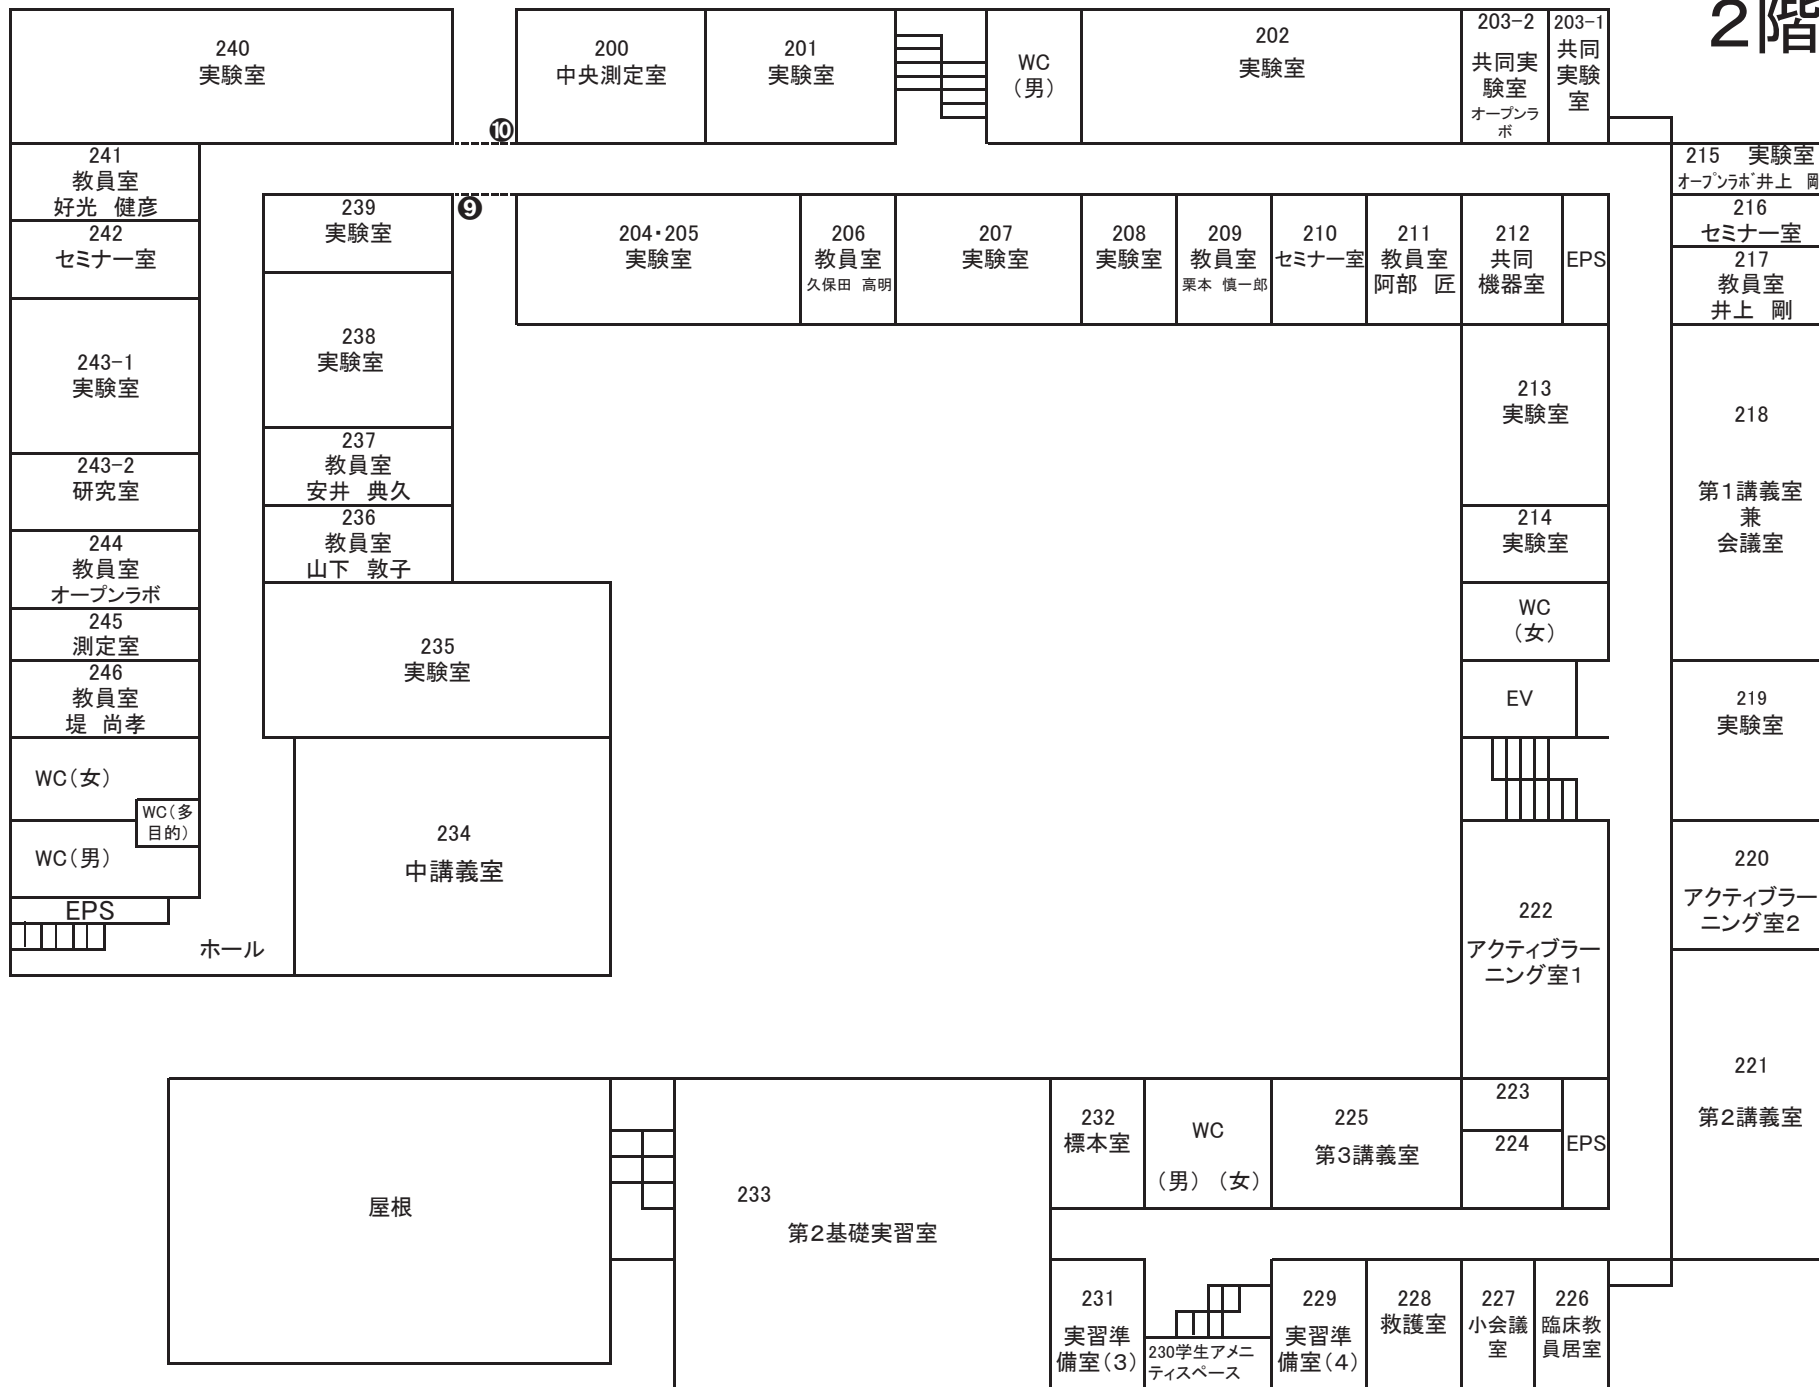 2階
240
実験室
200
中央測定室
201
実験室
WC
(男)
202
実験室
203-2
共同実
験室
オープンラ
ボ
203-1
共同
実験
室
❿
❾
241
教員室
好光 健彦
242
セミナー室
243-1
実験室
243-2
研究室
244
教員室
オープンラボ
245
測定室
246
教員室
堤 尚孝
WC(女)
WC(多
目的)
WC(男)
EPS
ホール
239
実験室
238
実験室
237
教員室
安井 典久
236
教員室
山下 敦子
235
実験室
234
中講義室
204・205
実験室
206
教員室
久保田 高明
207
実験室
208
実験室
209
教員室
栗本 慎一郎
210
セミナー室
211
教員室
阿部 匠
212
共同
機器室
EPS
213
実験室
214
実験室
WC
(女)
EV
222
アクティブラー
ニング室1
215 実験室
オープンラボ井上 剛
216
セミナー室
217
教員室
井上 剛
218
第1講義室
兼
会議室
219
実験室
220
アクティブラー
ニング室2
221
第2講義室
屋根
233
第2基礎実習室
232
標本室
WC
(男) (女)
225
第3講義室
223
224
EPS
231
実習準
備室(3)
230学生アメニ
ティスペース
229
実習準
備室(4)
228
救護室
227
小会議
室
226
臨床教
員居室